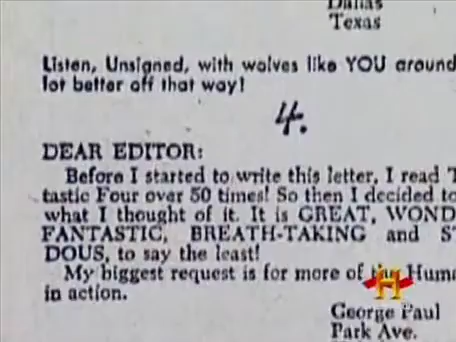 Dallas
Texas
Listen, Unsigned, with wolves like YOU around
lot better off that way!
4.
DEAR EDITOR:
Before I started to write this letter, I read
tastic Four over 50 times! So then I decided to
what I thought of it. It is GREAT, WOND
FANTASTIC, BREATH-TAKING and S
DOUS, to say the least!
My biggest request is for more of the Huma
in action.
H
George Paul
Park Ave.